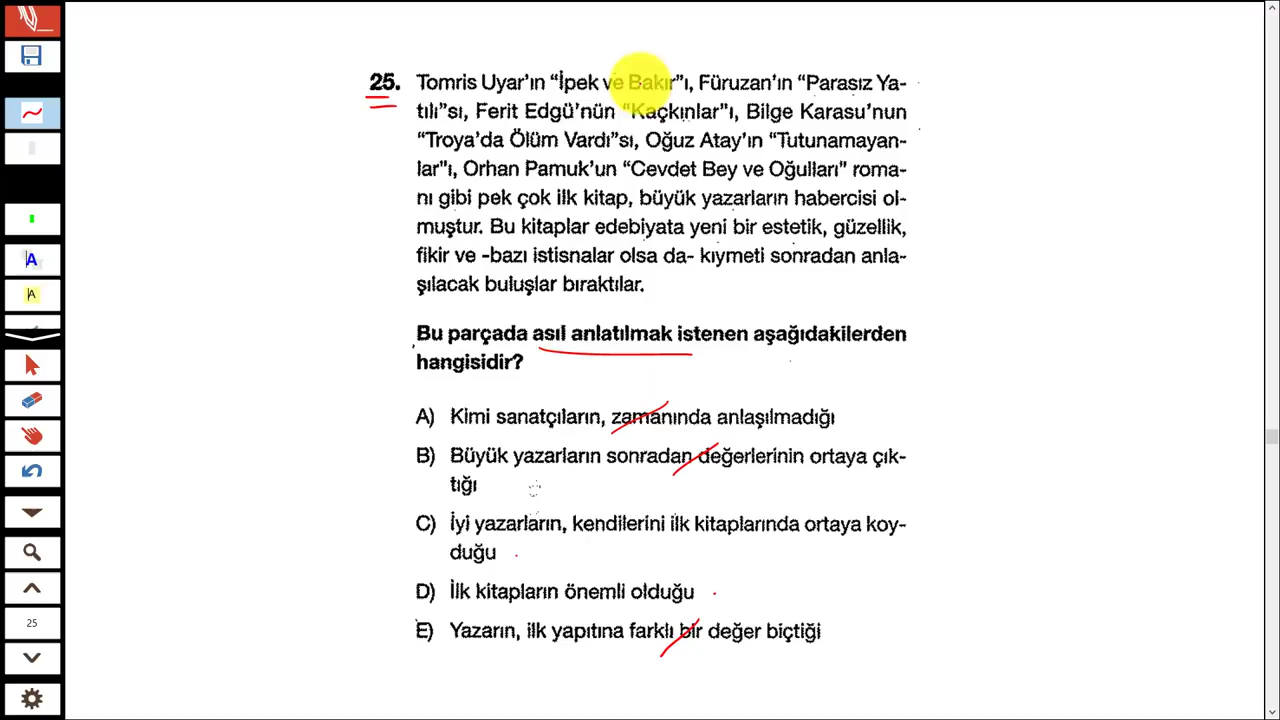 25. Tomris Uyar'ın “İpek ve Bakır”ı, Füruzan'ın “Parasız Ya-
tılı”sı, Ferit Edgü'nün “Kaçkınlar”ı, Bilge Karasu'nun
“Troya'da Ölüm Vardı”sı, Oğuz Atay'ın “Tutunamayan-
lar”ı, Orhan Pamuk'un “Cevdet Bey ve Oğulları” roma-
nı gibi pek çok ilk kitap, büyük yazarların habercisi ol-
muştur. Bu kitaplar edebiyata yeni bir estetik, güzellik,
fikir ve -bazı istisnalar olsa da- kıymeti sonradan anla-
şılacak buluşlar bıraktılar.
Bu parçada asıl anlatılmak istenen aşağıdakilerden
hangisidir?
A) Kimi sanatçıların, zamanında anlaşılmadığı
B) Büyük yazarların sonradan değerlerinin ortaya çık-
tığı
C) İyi yazarların, kendilerini ilk kitaplarında ortaya koy-
duğu
D) İlk kitapların önemli olduğu
E) Yazarın, ilk yapıtına farklı bir değer biçtiği
A
A
25